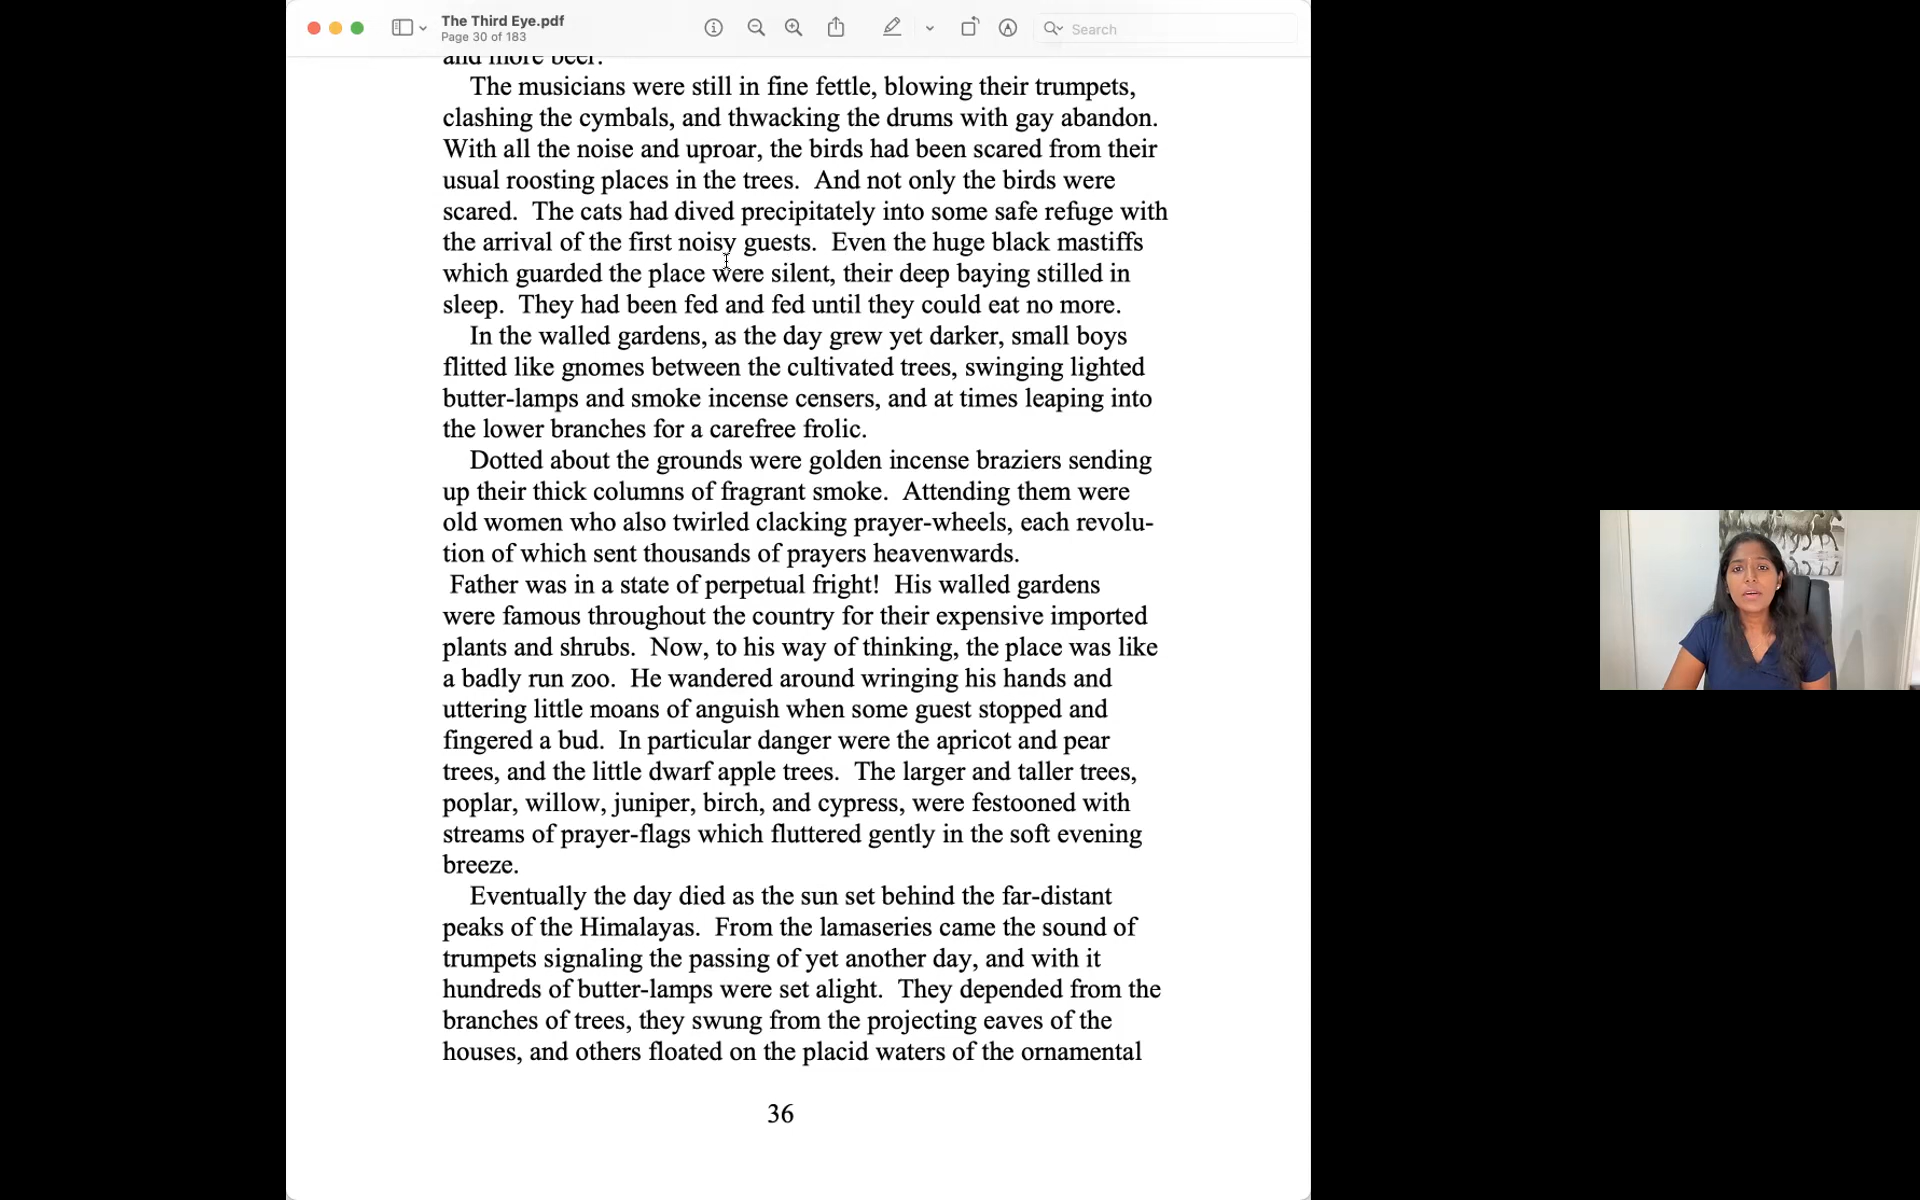 The Third Eye.pdf
Page 30 of 183
Search
and more beer.
The musicians were still in fine fettle, blowing their trumpets,
clashing the cymbals, and thwacking the drums with gay abandon.
With all the noise and uproar, the birds had been scared from their
usual roosting places in the trees.  And not only the birds were
scared.  The cats had dived precipitately into some safe refuge with
the arrival of the first noisy guests.  Even the huge black mastiffs
which guarded the place were silent, their deep baying stilled in
sleep.  They had been fed and fed until they could eat no more.
In the walled gardens, as the day grew yet darker, small boys
flitted like gnomes between the cultivated trees, swinging lighted
butter-lamps and smoke incense censers, and at times leaping into
the lower branches for a carefree frolic.
Dotted about the grounds were golden incense braziers sending
up their thick columns of fragrant smoke.  Attending them were
old women who also twirled clacking prayer-wheels, each revolu-
tion of which sent thousands of prayers heavenwards.
Father was in a state of perpetual fright!  His walled gardens
were famous throughout the country for their expensive imported
plants and shrubs.  Now, to his way of thinking, the place was like
a badly run zoo.  He wandered around wringing his hands and
uttering little moans of anguish when some guest stopped and
fingered a bud.  In particular danger were the apricot and pear
trees, and the little dwarf apple trees.  The larger and taller trees,
poplar, willow, juniper, birch, and cypress, were festooned with
streams of prayer-flags which fluttered gently in the soft evening
breeze.
Eventually the day died as the sun set behind the far-distant
peaks of the Himalayas.  From the lamaseries came the sound of
trumpets signaling the passing of yet another day, and with it
hundreds of butter-lamps were set alight.  They depended from the
branches of trees, they swung from the projecting eaves of the
houses, and others floated on the placid waters of the ornamental
36